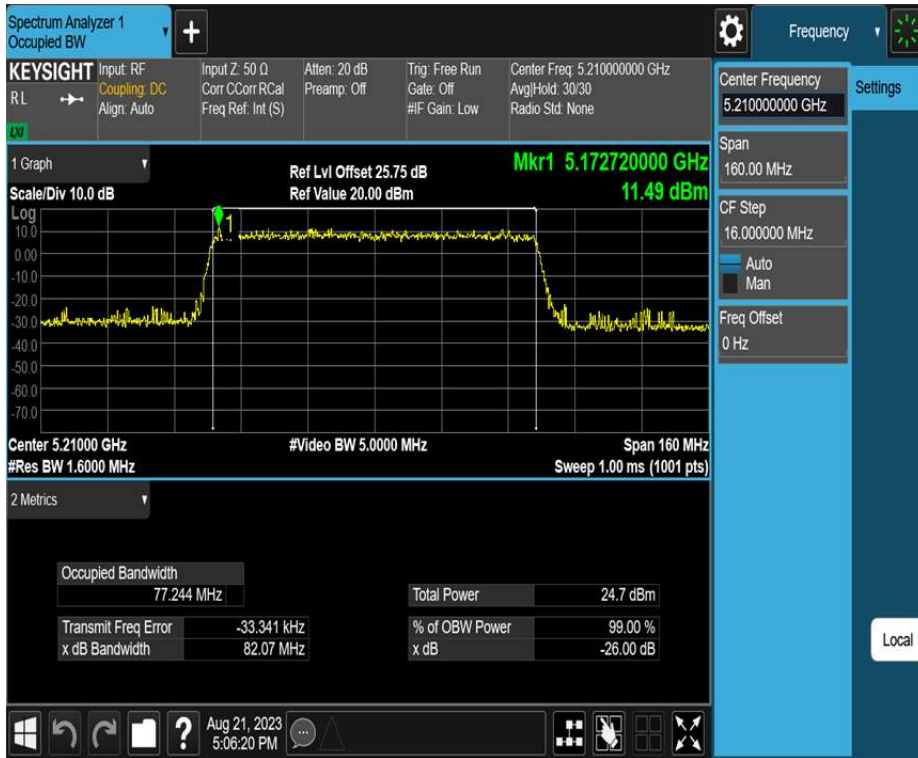 Spectrum Analyzer 1
Occupied BW
+
Frequency
KEYSIGHT
R L
LXI
Input: RF
Coupling: DC
Align: Auto
Input Z: 50 Ω
Corr CCorr RCal
Freq Ref: Int (S)
Atten: 20 dB
Preamp: Off
Trig: Free Run
Gate: Off
#IF Gain: Low
Center Freq: 5.210000000 GHz
Avg|Hold: 30/30
Radio Std: None
Center Frequency
5.210000000 GHz
Settings
Span
160.00 MHz
CF Step
16.000000 MHz
Auto
Man
Freq Offset
0 Hz
Local
1 Graph
Scale/Div 10.0 dB
Ref Lvl Offset 25.75 dB
Ref Value 20.00 dBm
Mkr1 5.172720000 GHz
11.49 dBm
Log
1
10.0
0.00
-10.0
-20.0
-30.0
-40.0
-50.0
-60.0
-70.0
Center 5.21000 GHz
#Video BW 5.0000 MHz
Span 160 MHz
#Res BW 1.6000 MHz
Sweep 1.00 ms (1001 pts)
2 Metrics
Occupied Bandwidth
77.244 MHz
Total Power 24.7 dBm
Transmit Freq Error -33.341 kHz
% of OBW Power 99.00 %
x dB Bandwidth 82.07 MHz
x dB -26.00 dB
?
Aug 21, 2023
5:06:20 PM